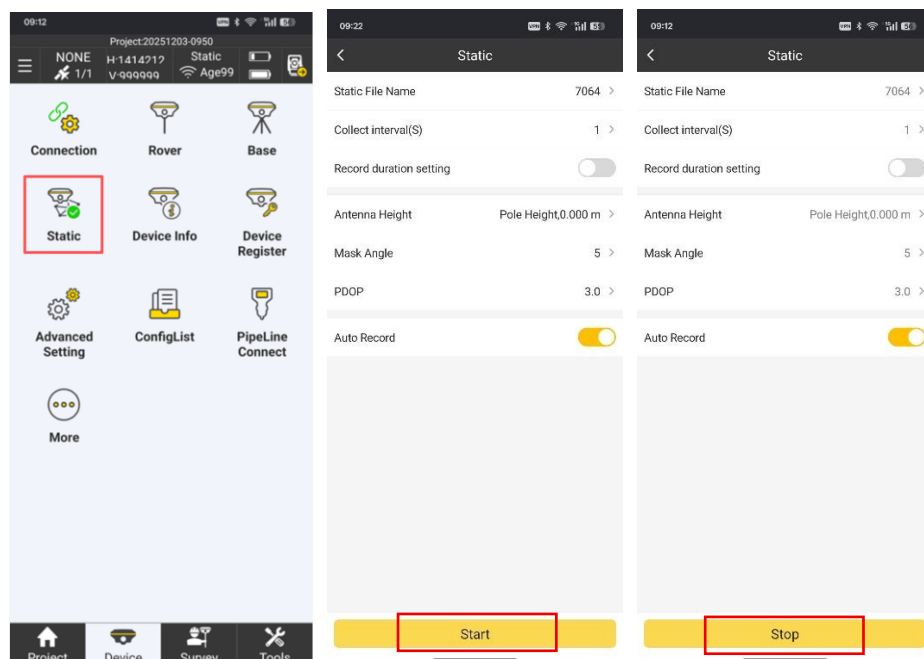 09:12
Project:20251203-0950
NONE H:1414212 Static
1/1 V:999999 Age99
Connection Rover Base
Static Device Info Device Register
Advanced Setting ConfigList PipeLine Connect
More
Project Device Survey Tools
09:22
Static
Static File Name 7064
Collect interval(S) 1
Record duration setting
Antenna Height Pole Height,0.000 m
Mask Angle 5
PDOP 3.0
Auto Record
Start
09:12
Static
Static File Name 7064
Collect interval(S) 1
Record duration setting
Antenna Height Pole Height,0.000 m
Mask Angle 5
PDOP 3.0
Auto Record
Stop